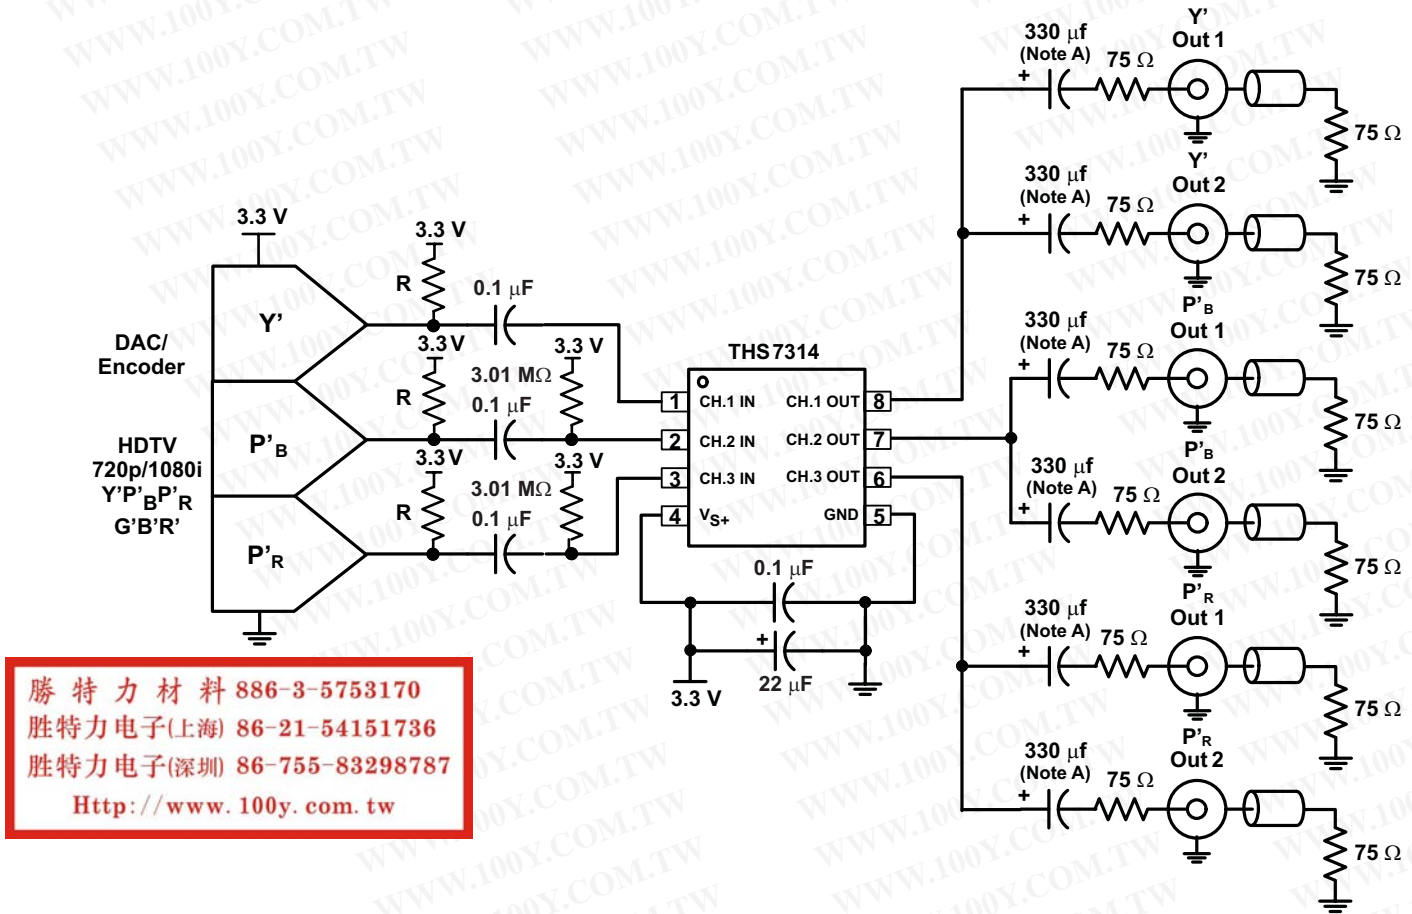 330 μf
(Note A)
75 Ω
+
Y'
Out 1
75 Ω
330 μf
(Note A)
75 Ω
+
Y'
Out 2
75 Ω
3.3 V
3.3 V
R
0.1 μF
Y'
DAC/
Encoder
3.3 V
R
3.01 MΩ
0.1 μF
3.3 V
P'B
HDTV
720p/1080i
Y'P'BP'R
G'B'R'
3.3 V
R
3.01 MΩ
0.1 μF
3.3 V
P'R
THS7314
1 CH.1 IN CH.1 OUT 8
2 CH.2 IN CH.2 OUT 7
3 CH.3 IN CH.3 OUT 6
4 VS+ GND 5
0.1 μF
+
22 μF
3.3 V
330 μf
(Note A)
75 Ω
+
P'B
Out 1
75 Ω
330 μf
(Note A)
75 Ω
+
P'B
Out 2
75 Ω
330 μf
(Note A)
75 Ω
+
P'R
Out 1
75 Ω
330 μf
(Note A)
75 Ω
+
P'R
Out 2
75 Ω
勝特力材料 886-3-5753170
胜特力电子(上海) 86-21-54151736
胜特力电子(深圳) 86-755-83298787
Http://www.100y.com.tw
WWW.100Y.COM.TW